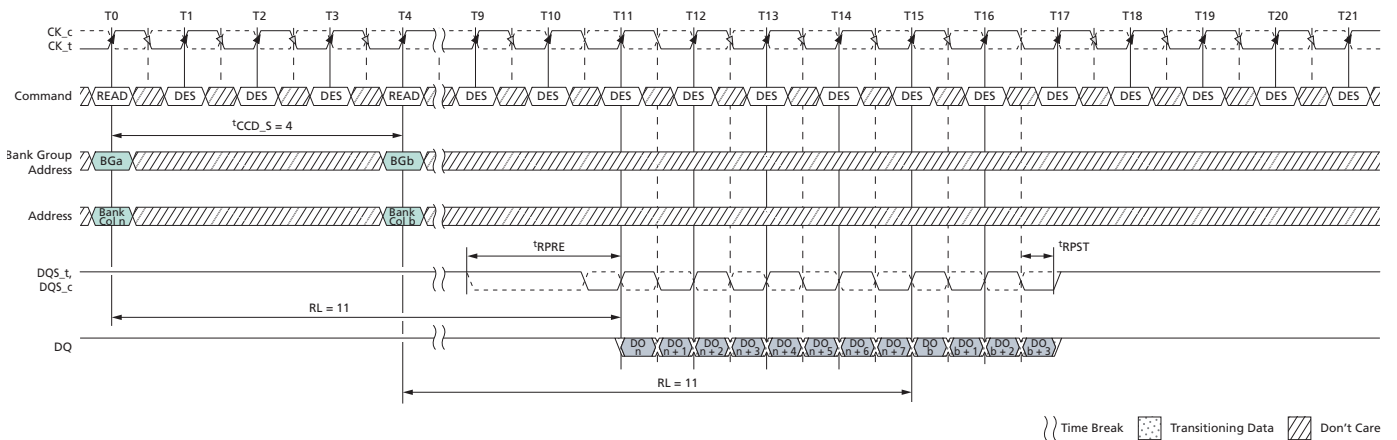 T0 T1 T2 T3 T4 T9 T10 T11 T12 T13 T14 T15 T16 T17 T18 T19 T20 T21
CK_c
CK_t
Command READ DES DES DES READ DES DES DES DES DES DES DES DES DES DES DES DES DES
tCCD_S = 4
Bank Group
Address
BGa BGb
Address
Bank
Col n
Bank
Col b
tRPRE tRPST
DQS_t,
DQS_c
RL = 11
DQ
DO
n
DO
n + 1
DO
n + 2
DO
n + 3
DO
n + 4
DO
n + 5
DO
n + 6
DO
n + 7
DO
b
DO
b + 1
DO
b + 2
DO
b + 3
RL = 11
Time Break Transitioning Data Don't Care